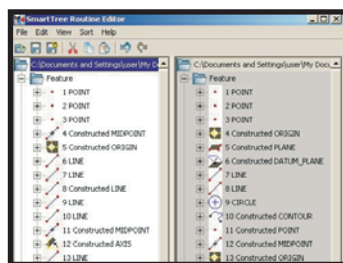 SmartTree Routine Editor
File Edit View Sort Help
C:\Documents and Settings\user\My D
Feature
1 POINT
2 POINT
3 POINT
4 Constructed MIDPOINT
5 Constructed ORIGIN
6 LINE
7 LINE
8 Constructed LINE
9 LINE
10 LINE
11 Constructed MIDPOINT
12 Constructed AXIS
13 LINE
C:\Documents and Settings\user\My Doc
Feature
1 POINT
2 POINT
3 POINT
4 Constructed ORIGIN
5 Constructed PLANE
6 Constructed DATUM_PLANE
7 LINE
8 LINE
9 CIRCLE
10 Constructed CONTOUR
11 Constructed POINT
12 Constructed MIDPOINT
13 Constructed ORIGIN